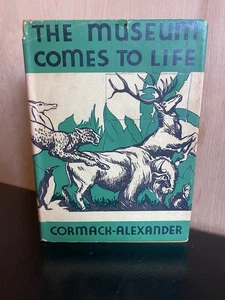 THE MUSEUM
COMES TO LIFE
CORMACK-ALEXANDER